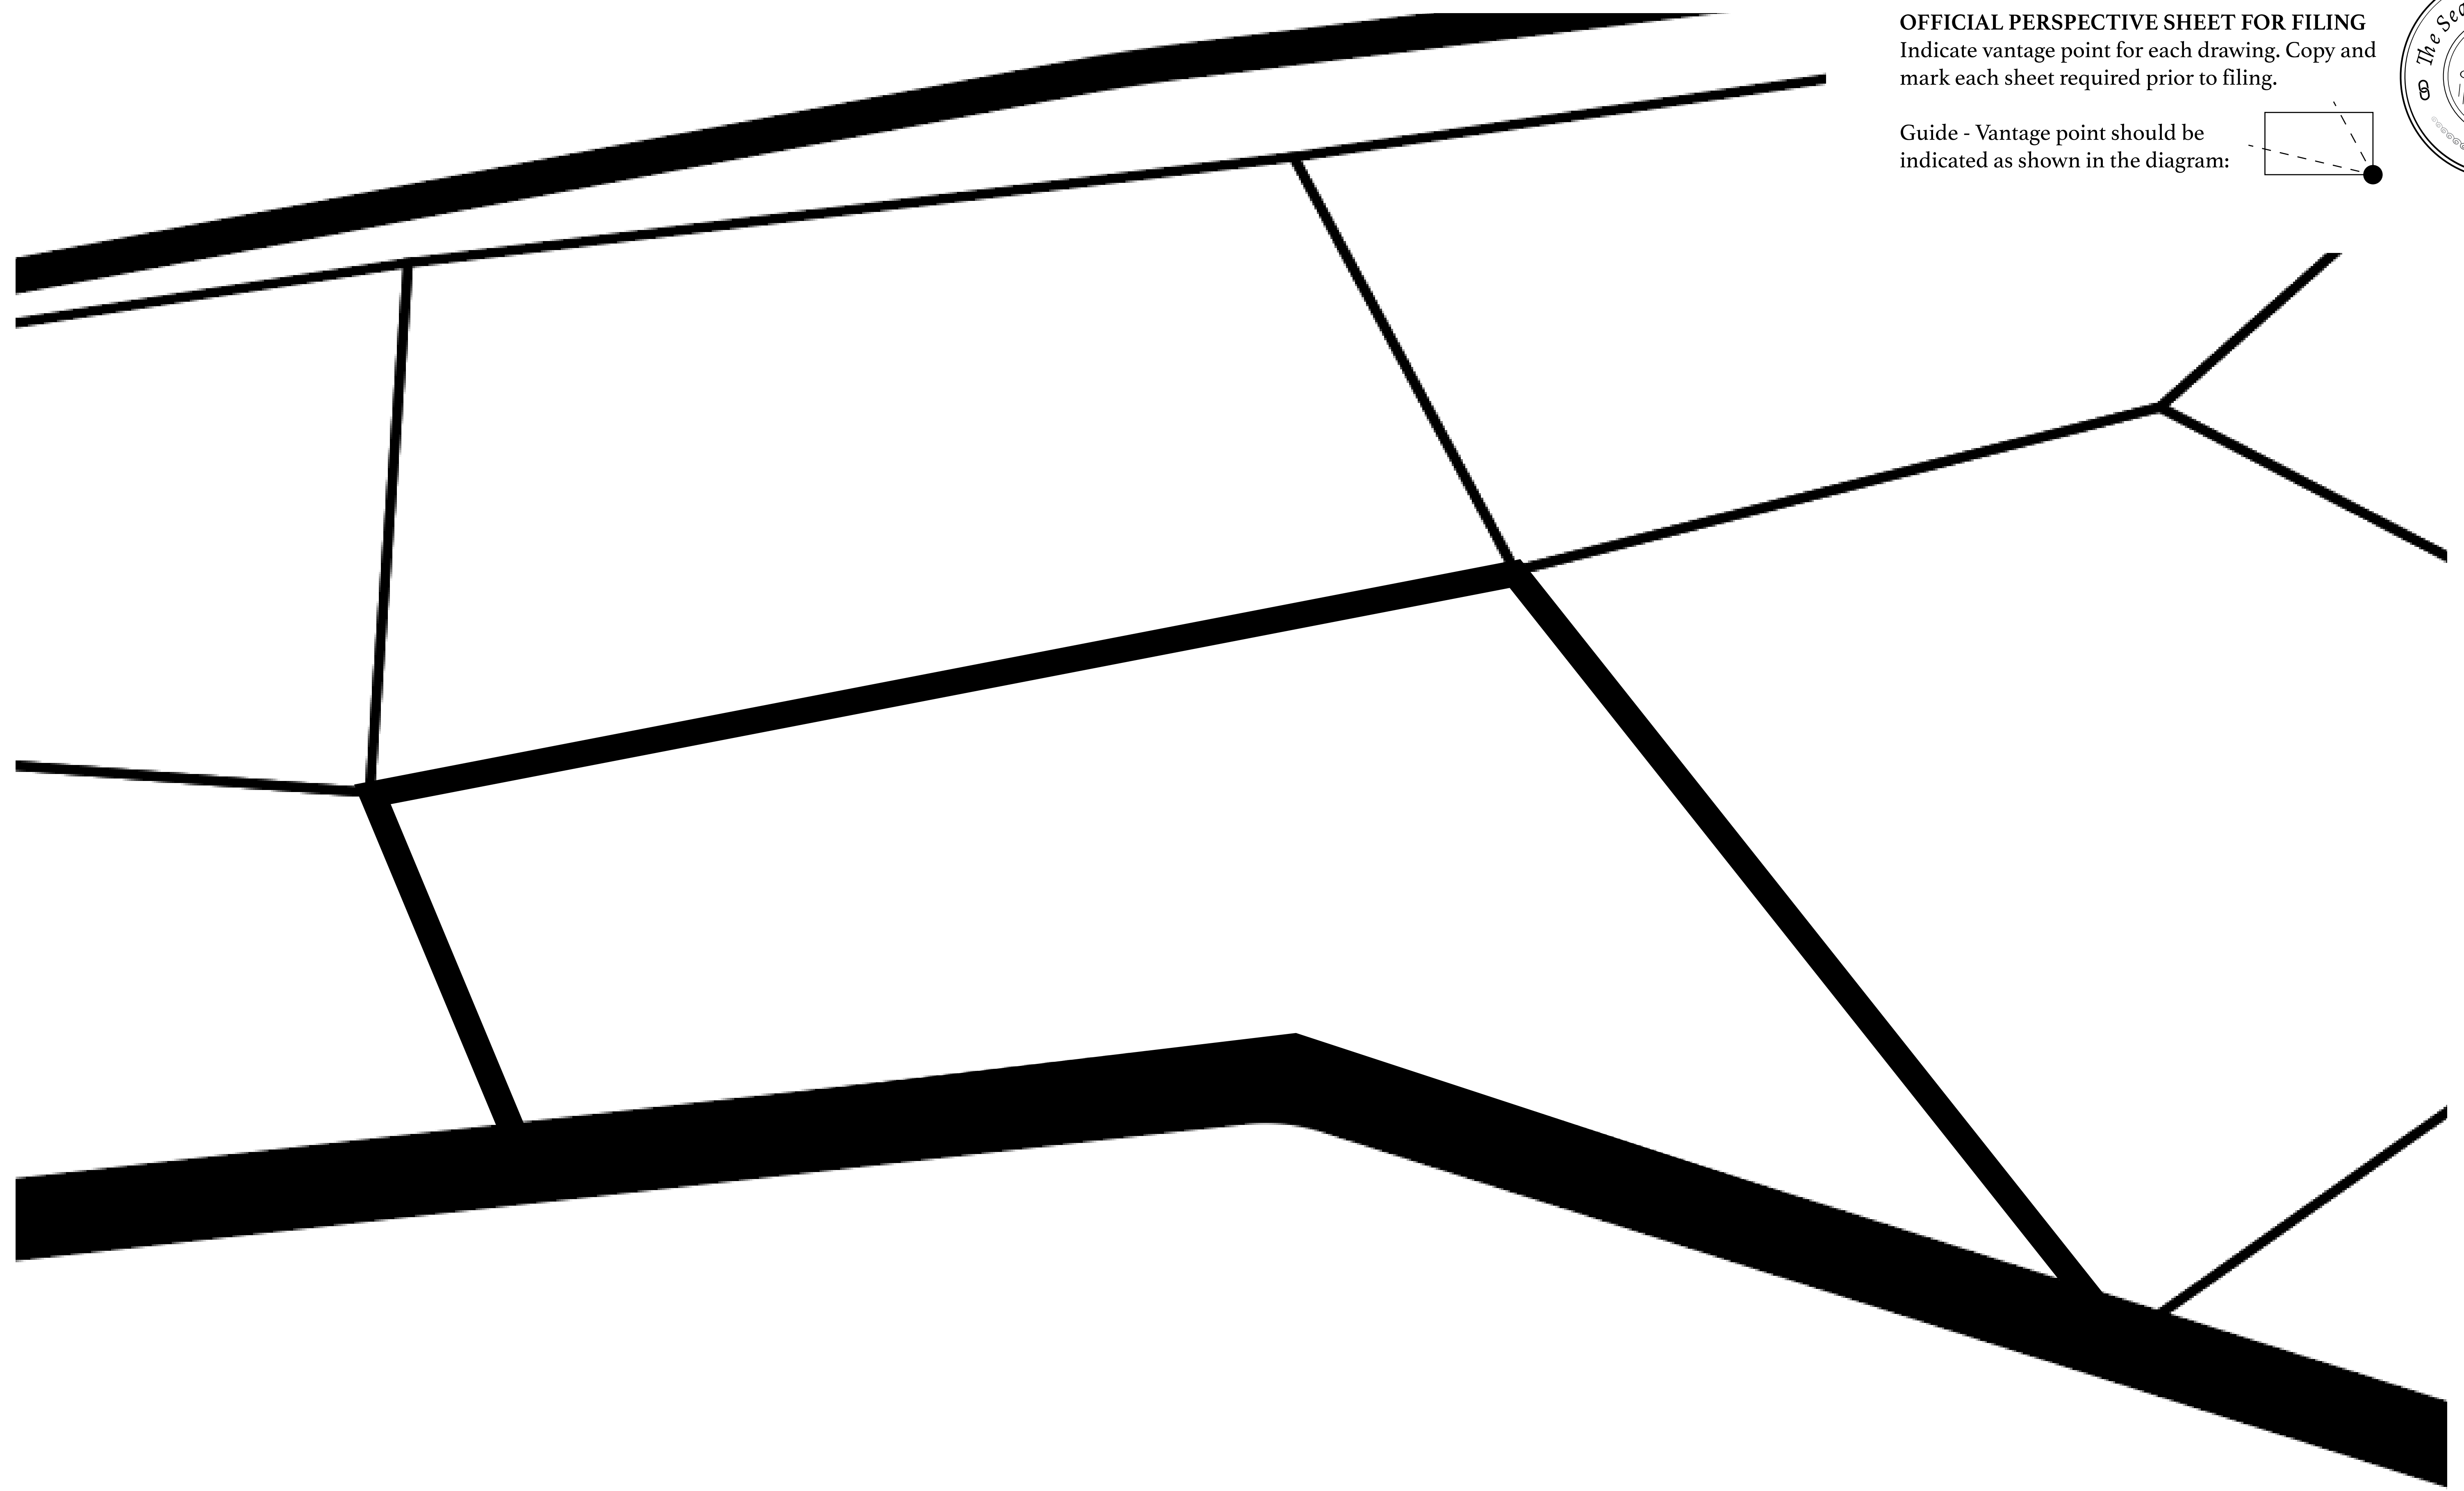 OFFICIAL PERSPECTIVE SHEET FOR FILING
Indicate vantage point for each drawing. Copy and
mark each sheet required prior to filing.
Guide - Vantage point should be
indicated as shown in the diagram:
The